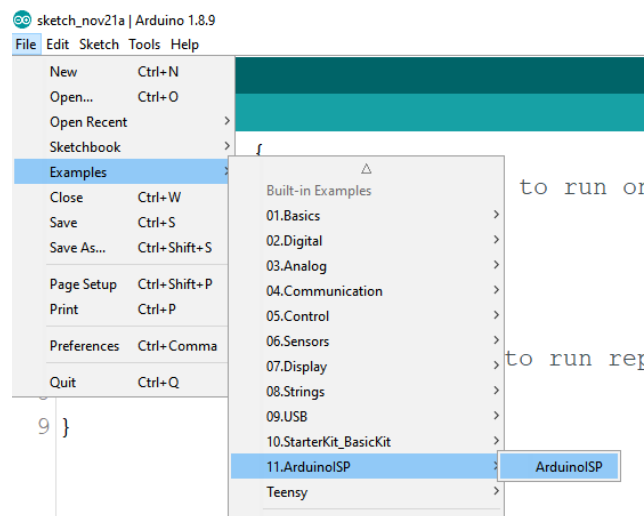 sketch_nov21a | Arduino 1.8.9
File Edit Sketch Tools Help
New Ctrl+N
Open... Ctrl+O
Open Recent
Sketchbook
Examples
Close Ctrl+W
Save Ctrl+S
Save As... Ctrl+Shift+S
Page Setup Ctrl+Shift+P
Print Ctrl+P
Preferences Ctrl+Comma
Quit Ctrl+Q
Built-in Examples
01.Basics
02.Digital
03.Analog
04.Communication
05.Control
06.Sensors
07.Display
08.Strings
09.USB
10.StarterKit_BasicKit
11.ArduinoISP
Teensy
ArduinoISP
{
to run
to run
9 }